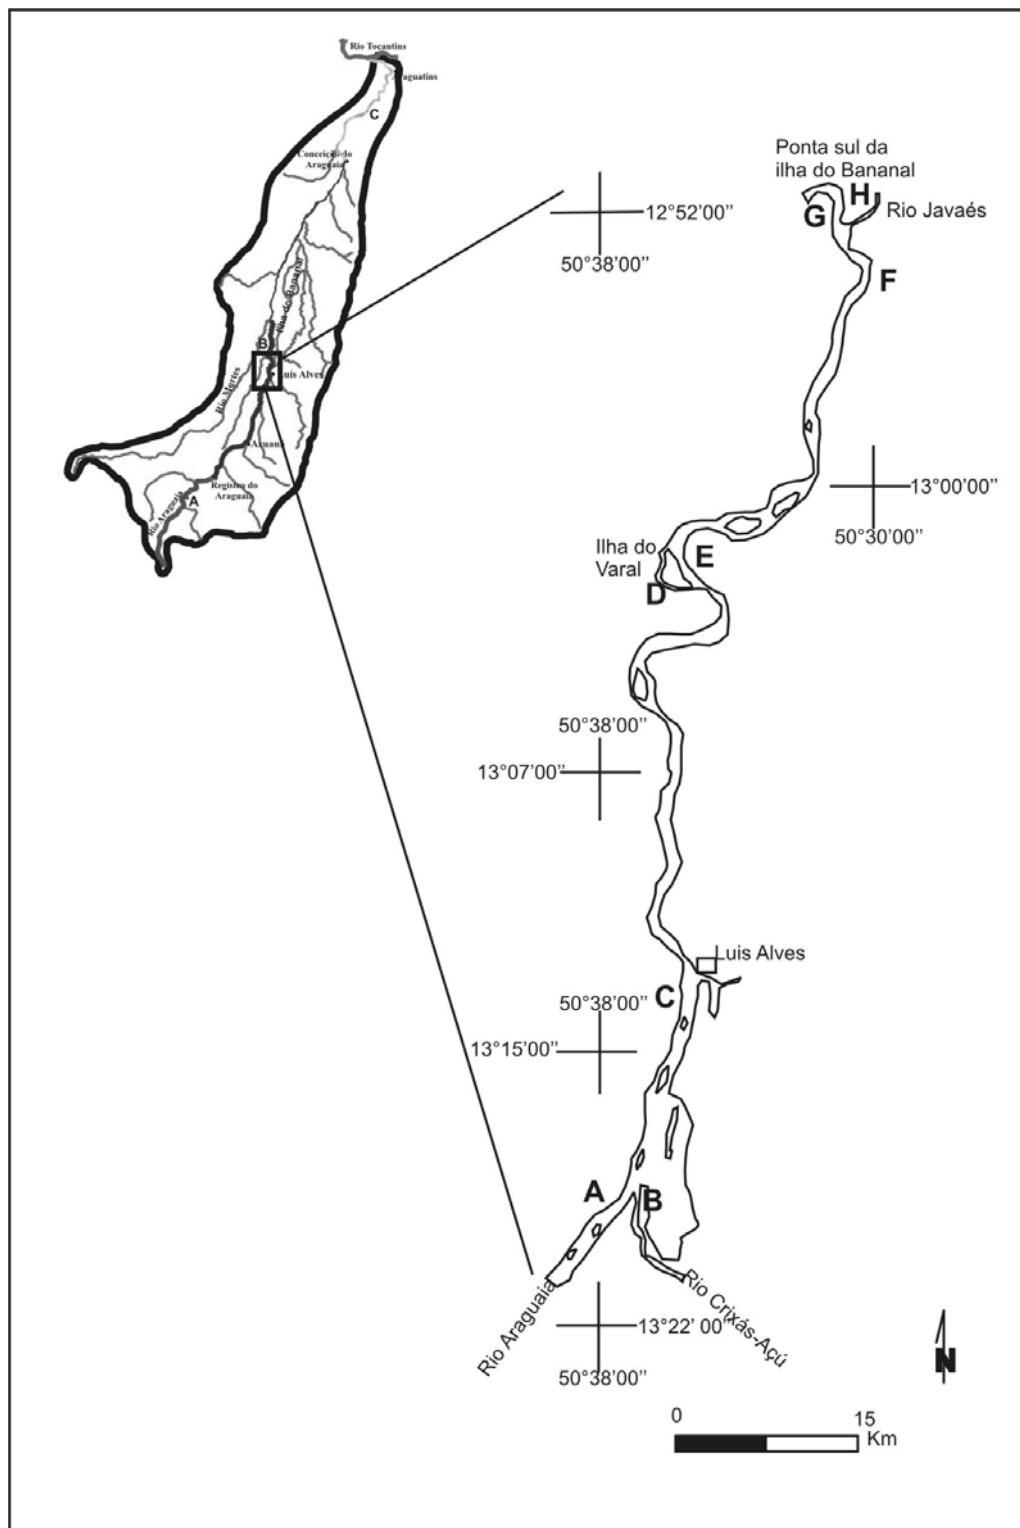 Rio Tocantins
Araguatins
C
Conceição do
Araguaia
Ilha do Bananal
B
Luís Alves
Rio Mortes
Aruanã
Registro do
Araguaia
A
Rio Araguaia
Ponta sul da
ilha do Bananal
G
H
Rio Javaés
12°52'00’’
50°38'00’’
F
13°00'00’’
50°30'00’’
Ilha do
Varal
E
D
50°38'00’’
13°07'00’’
Luis Alves
C
50°38'00’’
13°15'00’’
A
B
Rio Araguaia
Rio Crixás-Açú
13°22' 00’’
50°38'00’’
N
0
15
Km